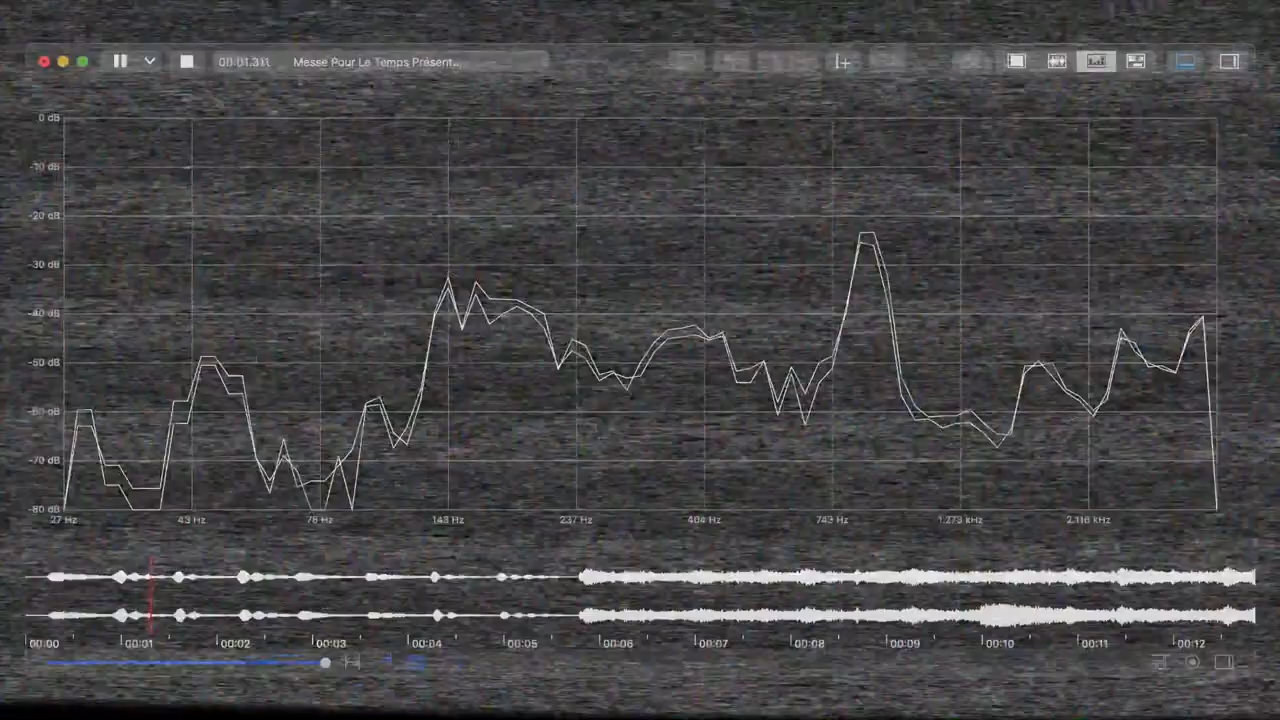 Messe Pour Le Temps Présent...
0 dB
-10 dB
-20 dB
-30 dB
-40 dB
-50 dB
-60 dB
-70 dB
-80 dB
27 Hz 43 Hz 76 Hz 143 Hz 237 Hz 404 Hz 743 Hz 1.273 kHz 2.116 kHz
00:00 00:01 00:02 00:03 00:04 00:05 00:06 00:07 00:08 00:09 00:10 00:11 00:12